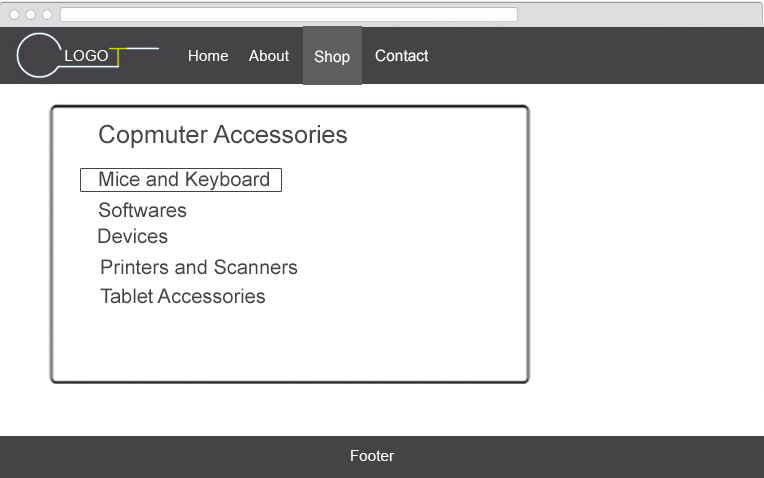 LOGO Home About Shop Contact
Copmuter Accessories
Mice and Keyboard
Softwares
Devices
Printers and Scanners
Tablet Accessories
Footer